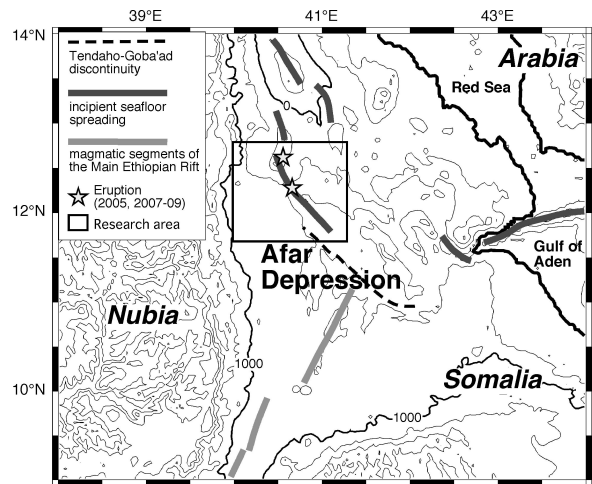 39°E 41°E 43°E
14°N
12°N
10°N
Tendaho-Goba'ad
discontinuity
incipient seafloor
spreading
magmatic segments of
the Main Ethiopian Rift
Eruption
(2005, 2007-09)
Research area
Arabia
Red Sea
Gulf of
Aden
Afar
Depression
Nubia
Somalia
1000
1000